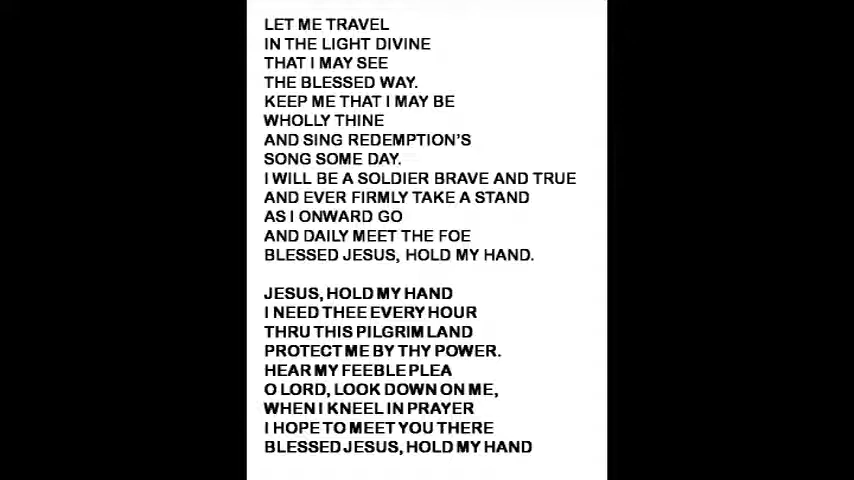 LET ME TRAVEL
IN THE LIGHT DIVINE
THAT I MAY SEE
THE BLESSED WAY.
KEEP ME THAT I MAY BE
WHOLLY THINE
AND SING REDEMPTION'S
SONG SOME DAY.
I WILL BE A SOLDIER BRAVE AND TRUE
AND EVER FIRMLY TAKE A STAND
AS I ONWARD GO
AND DAILY MEET THE FOE
BLESSED JESUS, HOLD MY HAND.
JESUS, HOLD MY HAND
I NEED THEE EVERY HOUR
THRU THIS PILGRIM LAND
PROTECT ME BY THY POWER.
HEAR MY FEEBLE PLEA
O LORD, LOOK DOWN ON ME,
WHEN I KNEEL IN PRAYER
I HOPE TO MEET YOU THERE
BLESSED JESUS, HOLD MY HAND